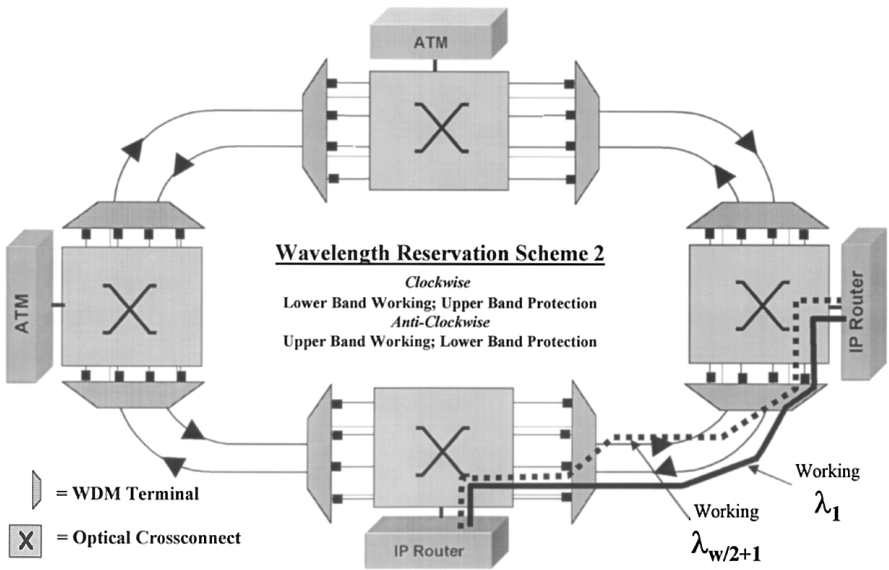 ATM
Wavelength Reservation Scheme 2
Clockwise
Lower Band Working; Upper Band Protection
Anti-Clockwise
Upper Band Working; Lower Band Protection
ATM
IP Router
Working
λ1
Working
λw/2+1
= WDM Terminal
= Optical Crossconnect
IP Router